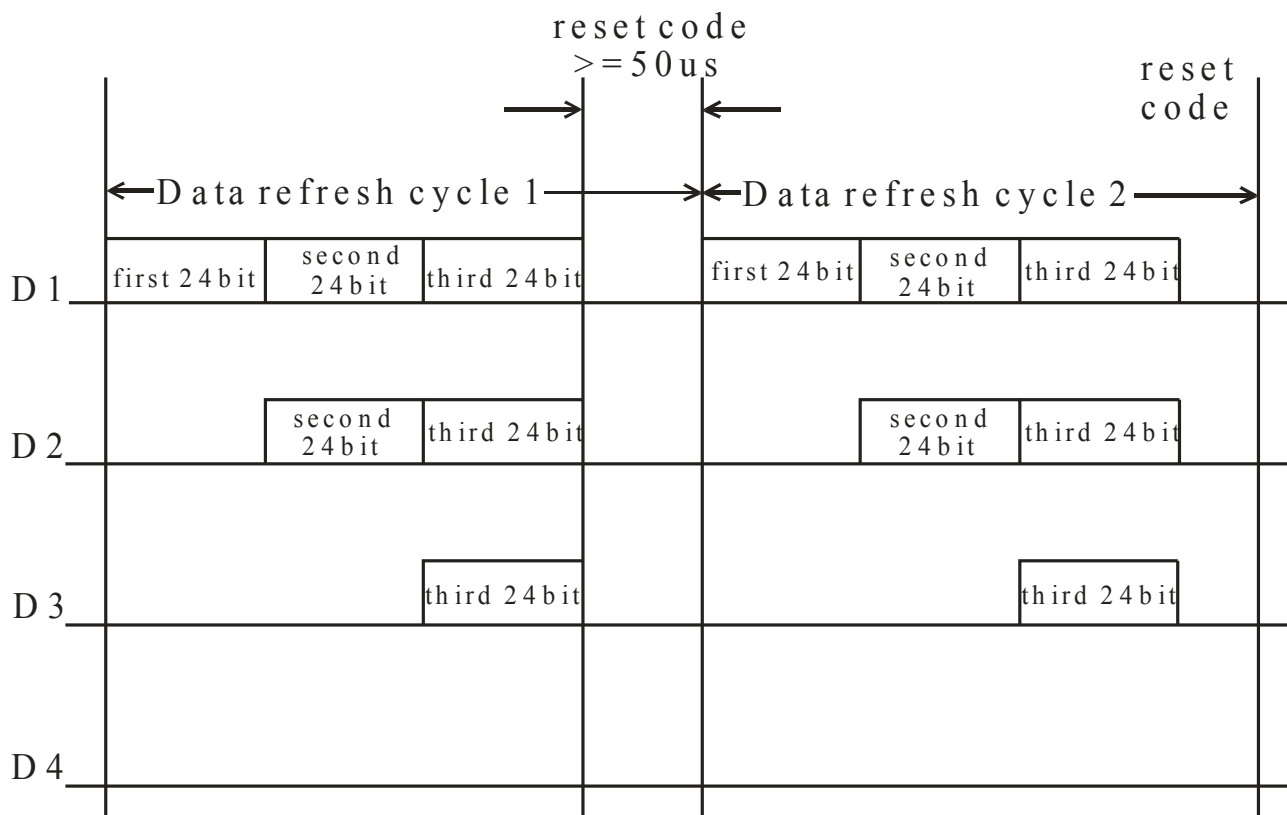 reset code
>=50us
reset
code
Data refresh cycle 1
Data refresh cycle 2
D1
first 24bit
second
24bit
third 24bit
first 24bit
second
24bit
third 24bit
D2
second
24bit
third 24bit
second
24bit
third 24bit
D3
third 24bit
third 24bit
D4